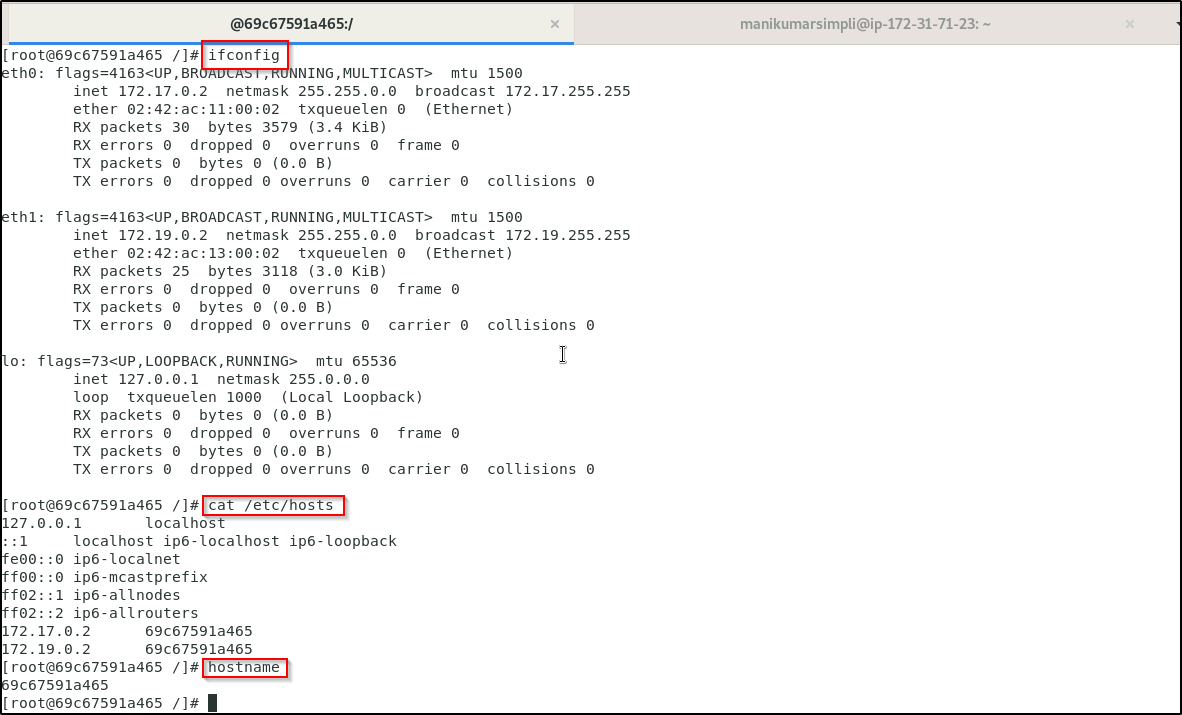 @69c67591a465:/ × manikumarsimpli@ip-172-31-71-23: ~ ×
[root@69c67591a465 /]# ifconfig
eth0: flags=4163<UP,BROADCAST,RUNNING,MULTICAST>  mtu 1500
        inet 172.17.0.2  netmask 255.255.0.0  broadcast 172.17.255.255
        ether 02:42:ac:11:00:02  txqueuelen 0  (Ethernet)
        RX packets 30  bytes 3579 (3.4 KiB)
        RX errors 0  dropped 0  overruns 0  frame 0
        TX packets 0  bytes 0 (0.0 B)
        TX errors 0  dropped 0 overruns 0  carrier 0  collisions 0

eth1: flags=4163<UP,BROADCAST,RUNNING,MULTICAST>  mtu 1500
        inet 172.19.0.2  netmask 255.255.0.0  broadcast 172.19.255.255
        ether 02:42:ac:13:00:02  txqueuelen 0  (Ethernet)
        RX packets 25  bytes 3118 (3.0 KiB)
        RX errors 0  dropped 0  overruns 0  frame 0
        TX packets 0  bytes 0 (0.0 B)
        TX errors 0  dropped 0 overruns 0  carrier 0  collisions 0

lo: flags=73<UP,LOOPBACK,RUNNING>  mtu 65536
        inet 127.0.0.1  netmask 255.0.0.0
        loop  txqueuelen 1000  (Local Loopback)
        RX packets 0  bytes 0 (0.0 B)
        RX errors 0  dropped 0  overruns 0  frame 0
        TX packets 0  bytes 0 (0.0 B)
        TX errors 0  dropped 0 overruns 0  carrier 0  collisions 0

[root@69c67591a465 /]# cat /etc/hosts
127.0.0.1       localhost
::1     localhost ip6-localhost ip6-loopback
fe00::0 ip6-localnet
ff00::0 ip6-mcastprefix
ff02::1 ip6-allnodes
ff02::2 ip6-allrouters
172.17.0.2      69c67591a465
172.19.0.2      69c67591a465
[root@69c67591a465 /]# hostname
69c67591a465
[root@69c67591a465 /]#